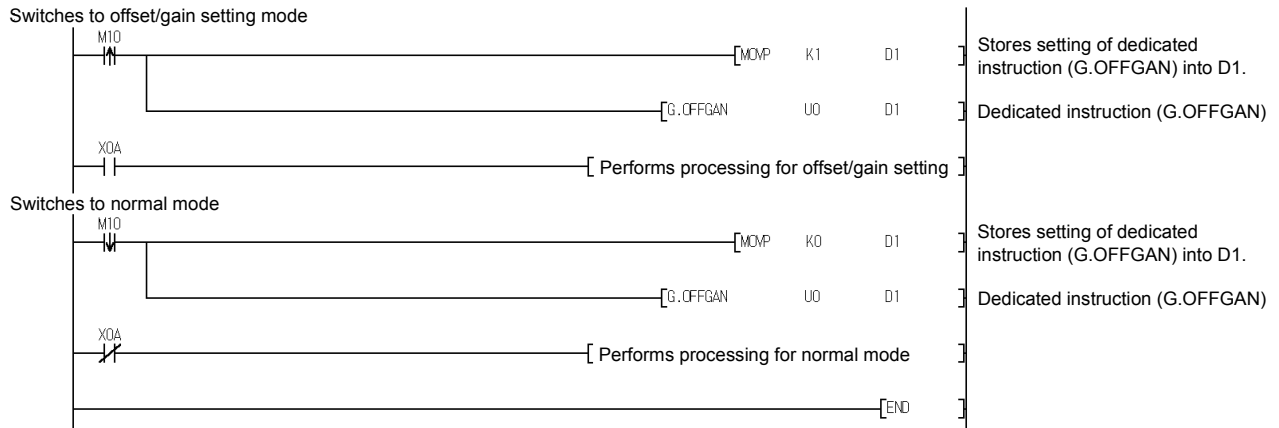 Switches to offset/gain setting mode
M10
MOVP K1 D1
Stores setting of dedicated
instruction (G.OFFGAN) into D1.
G.OFFGAN U0 D1
Dedicated instruction (G.OFFGAN)
X0A
Performs processing for offset/gain setting
Switches to normal mode
M10
MOVP K0 D1
Stores setting of dedicated
instruction (G.OFFGAN) into D1.
G.OFFGAN U0 D1
Dedicated instruction (G.OFFGAN)
X0A
Performs processing for normal mode
END